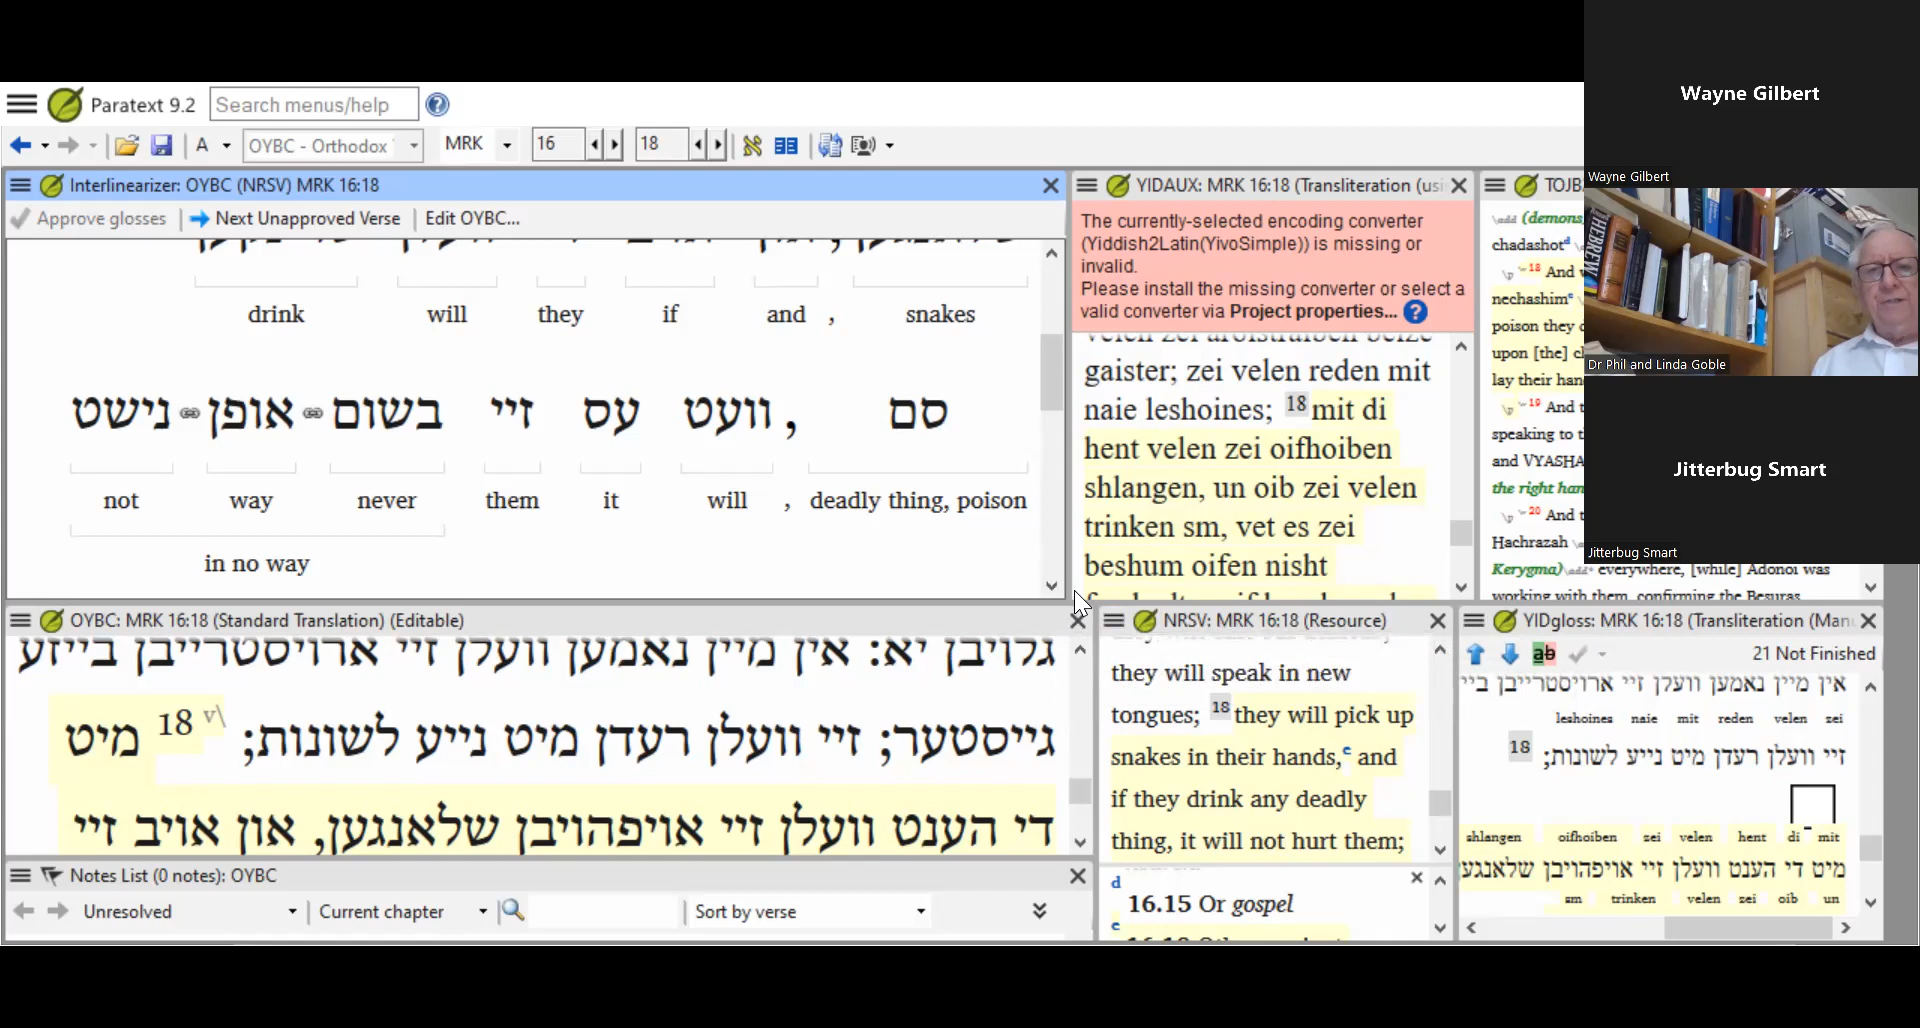 Wayne Gilbert
Paratext 9.2
Search menus/help
A
OYBC - Orthodox
MRK
16
18
Wayne Gilbert
Interlinearizer: OYBC (NRSV) MRK 16:18
Approve glosses
Next Unapproved Verse
Edit OYBC...
drink will they if and , snakes
סם , וועט עס זיי בשום אופן נישט
not way never them it will , deadly thing, poison
in no way
YIDAUX: MRK 16:18 (Transliteration (usi
The currently-selected encoding converter
(Yiddish2Latin(YivoSimple)) is missing or
invalid.
Please install the missing converter or select a
valid converter via Project properties...
gaister; zei velen reden mit
naie leshoines; 18 mit di
hent velen zei oifhoiben
shlangen, un oib zei velen
trinken sm, vet es zei
beshum oifen nisht
TOJB
\add (demons
chadashot d
\p ~18 And
nechashim e
poison they
upon [the]
lay their han
\p ~19 And t
speaking to t
and VYASHA
the right han
\p ~20 And t
Hachrazah
Kerygma)\add* everywhere, [while] Adonoi was
working with them, confirming the Besuras
HEBREW
Dr Phil and Linda Goble
Jitterbug Smart
Jitterbug Smart
OYBC: MRK 16:18 (Standard Translation) (Editable)
גלויבן יא: אין מיין נאמען וועלן זיי ארויסטרייבן בייזע
גייסטער; זיי וועלן רעדן מיט נייע לשונות; \v 18 מיט
די הענט וועלן זיי אויפהויבן שלאנגען, און אויב זיי
Notes List (0 notes): OYBC
Unresolved
Current chapter
Sort by verse
NRSV: MRK 16:18 (Resource)
they will speak in new
tongues; 18 they will pick up
snakes in their hands, e and
if they drink any deadly
thing, it will not hurt them;
d
16.15 Or gospel
e
YIDgloss: MRK 16:18 (Transliteration (Man
ab
21 Not Finished
אין מיין נאמען וועלן זיי ארויסטרייבן ביי
leshoines naie mit reden velen zei
זיי וועלן רעדן מיט נייע לשונות; 18
shlangen oifhoiben zei velen hent di mit
מיט די הענט וועלן זיי אויפהויבן שלאנגע
sm trinken velen zei oib un